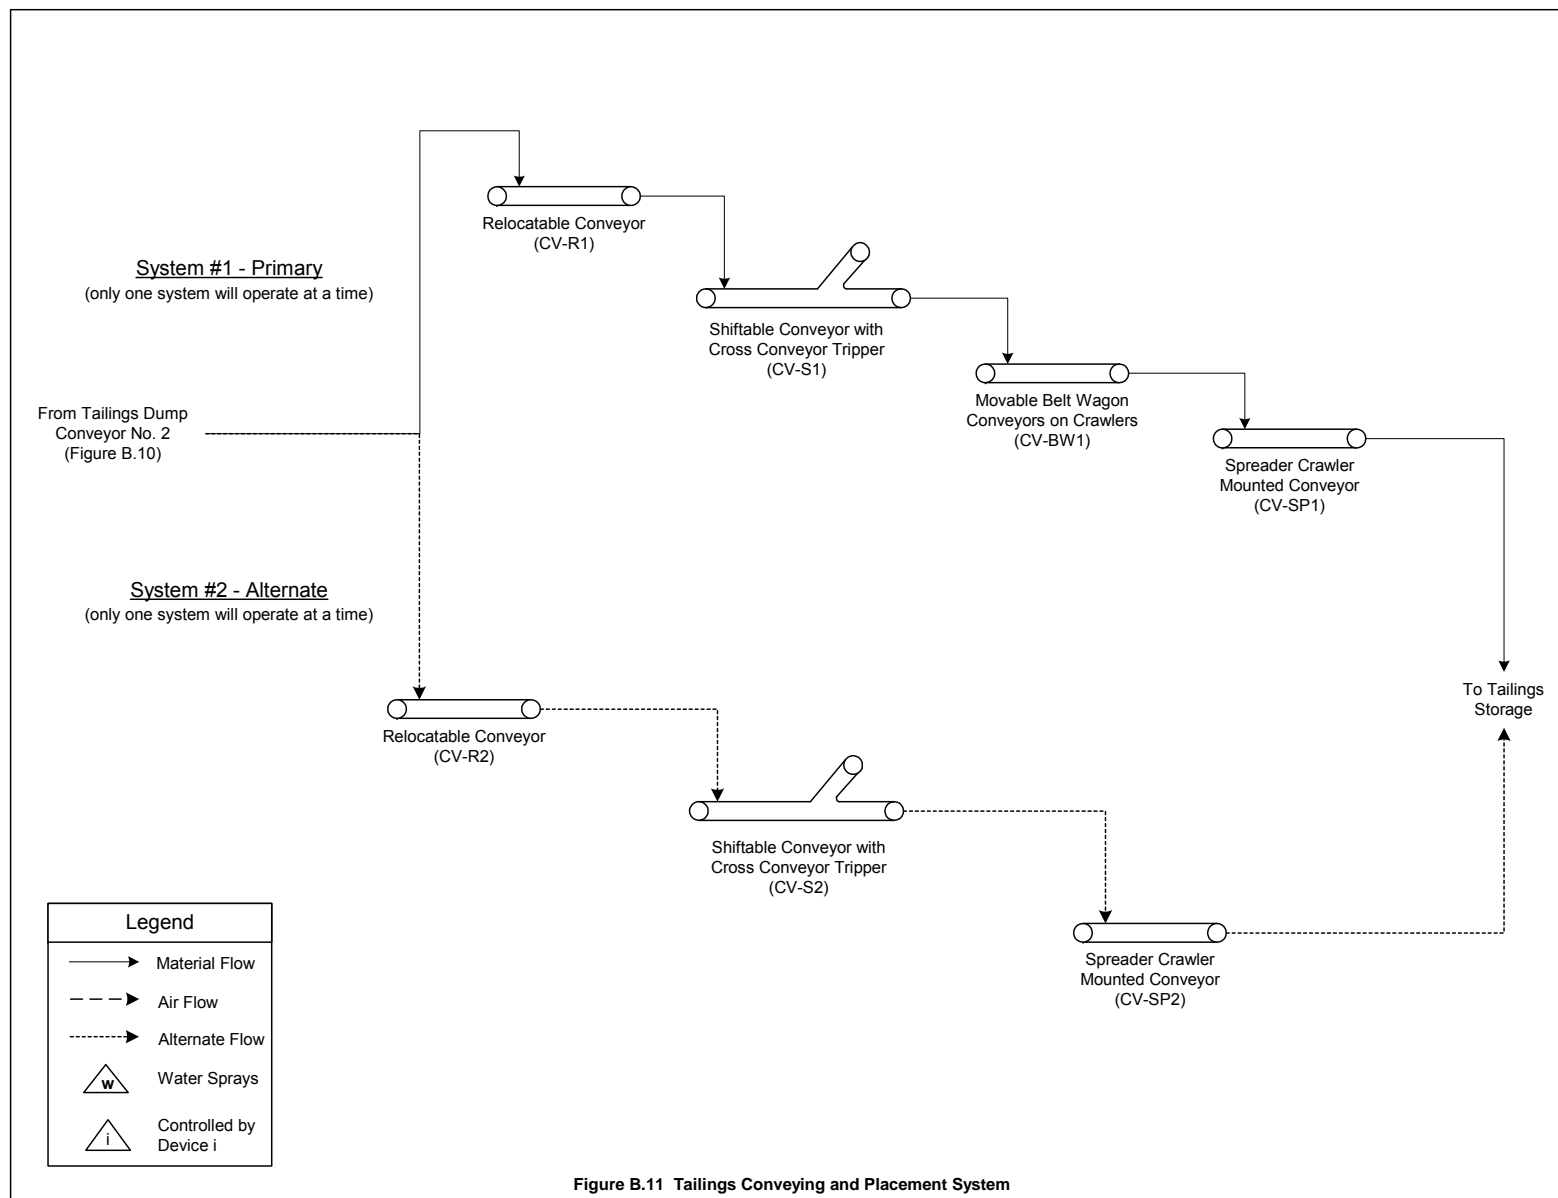 Relocatable Conveyor
(CV-R1)
System #1 - Primary
(only one system will operate at a time)
Shiftable Conveyor with
Cross Conveyor Tripper
(CV-S1)
Movable Belt Wagon
Conveyors on Crawlers
(CV-BW1)
From Tailings Dump
Conveyor No. 2
(Figure B.10)
Spreader Crawler
Mounted Conveyor
(CV-SP1)
System #2 - Alternate
(only one system will operate at a time)
To Tailings
Storage
Relocatable Conveyor
(CV-R2)
Shiftable Conveyor with
Cross Conveyor Tripper
(CV-S2)
Spreader Crawler
Mounted Conveyor
(CV-SP2)
Legend
Material Flow
Air Flow
Alternate Flow
w Water Sprays
i Controlled by
Device i
Figure B.11 Tailings Conveying and Placement System